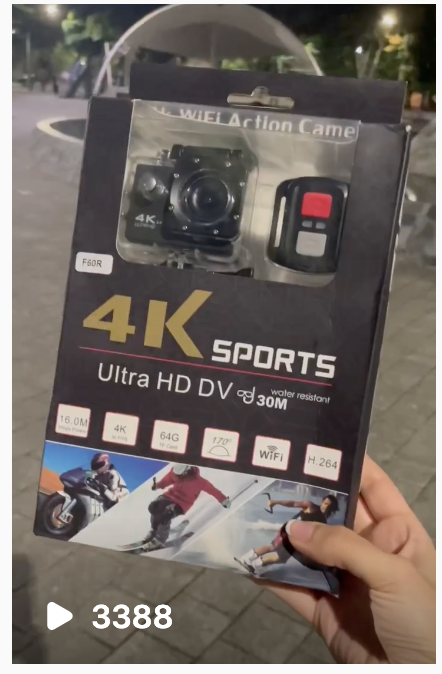 4k WiFi Action Came
4K
F60R
4K SPORTS
Ultra HD DV
water resistant
30M
16.0M
4K
64G
170°
WiFi
H.264
3388